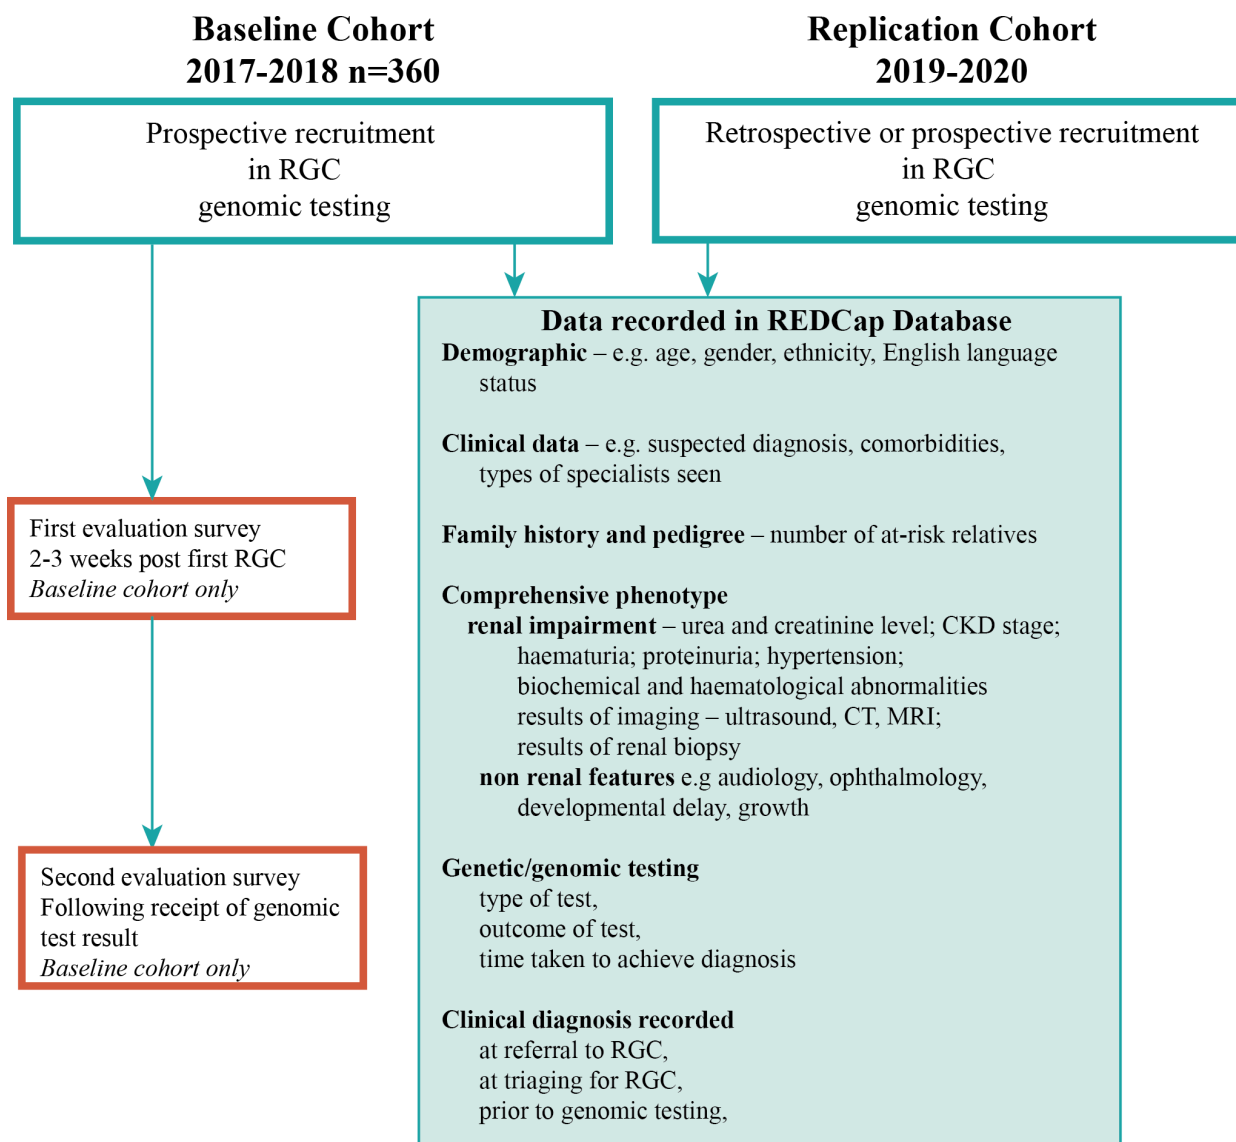 Baseline Cohort
2017-2018 n=360
Replication Cohort
2019-2020
Prospective recruitment
in RGC
genomic testing
Retrospective or prospective recruitment
in RGC
genomic testing
First evaluation survey
2-3 weeks post first RGC
Baseline cohort only
Second evaluation survey
Following receipt of genomic
test result
Baseline cohort only
Data recorded in REDCap Database
Demographic – e.g. age, gender, ethnicity, English language
status
Clinical data – e.g. suspected diagnosis, comorbidities,
types of specialists seen
Family history and pedigree – number of at-risk relatives
Comprehensive phenotype
renal impairment – urea and creatinine level; CKD stage;
haematuria; proteinuria; hypertension;
biochemical and haematological abnormalities
results of imaging – ultrasound, CT, MRI;
results of renal biopsy
non renal features e.g audiology, ophthalmology,
developmental delay, growth
Genetic/genomic testing
type of test,
outcome of test,
time taken to achieve diagnosis
Clinical diagnosis recorded
at referral to RGC,
at triaging for RGC,
prior to genomic testing,